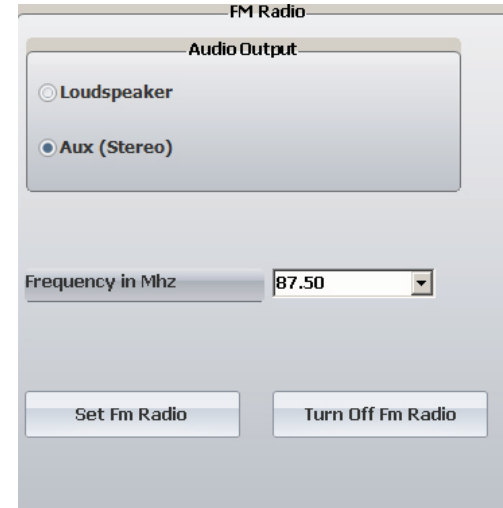 FM Radio
Audio Output
Loudspeaker
Aux (Stereo)
Frequency in Mhz 87.50
Set Fm Radio Turn Off Fm Radio